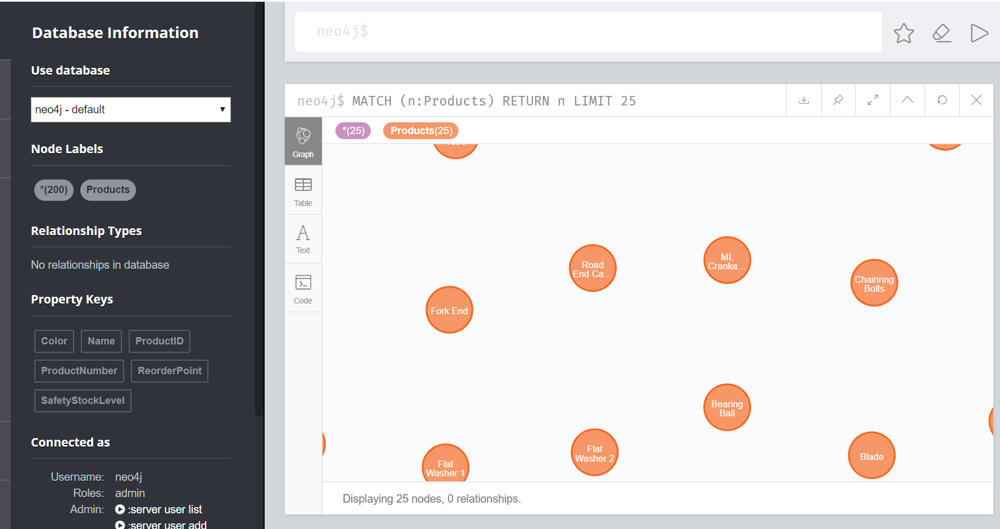 Database Information
Use database
neo4j - default
Node Labels
*(200) Products
Relationship Types
No relationships in database
Property Keys
Color Name ProductID
ProductNumber ReorderPoint
SafetyStockLevel
Connected as
Username: neo4j
Roles: admin
Admin: :server user list
:server user add
neo4j$
neo4j$ MATCH (n:Products) RETURN n LIMIT 25
*(25) Products(25)
Graph
Table
Text
Code
Road
End Ca...
ML
Cranka...
Chainring
Bolts
Fork End
Bearing
Ball
Flat
Washer 1
Flat
Washer 2
Blade
Displaying 25 nodes, 0 relationships.